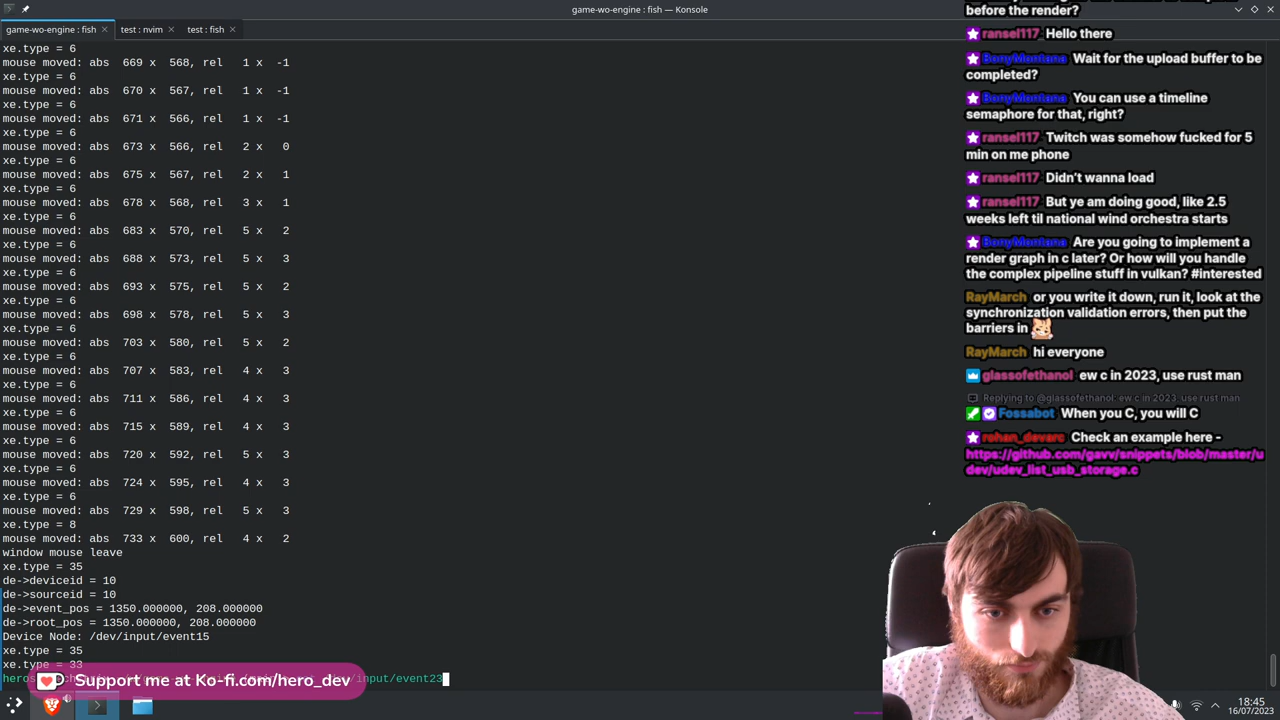 game-wo-engine : fish — Konsole
game-wo-engine : fish
test : nvim
test : fish
xe.type = 6
mouse moved: abs 669 x 568, rel 1 x -1
xe.type = 6
mouse moved: abs 670 x 567, rel 1 x -1
xe.type = 6
mouse moved: abs 671 x 566, rel 1 x -1
xe.type = 6
mouse moved: abs 673 x 566, rel 2 x 0
xe.type = 6
mouse moved: abs 675 x 567, rel 2 x 1
xe.type = 6
mouse moved: abs 678 x 568, rel 3 x 1
xe.type = 6
mouse moved: abs 683 x 570, rel 5 x 2
xe.type = 6
mouse moved: abs 688 x 573, rel 5 x 3
xe.type = 6
mouse moved: abs 693 x 575, rel 5 x 2
xe.type = 6
mouse moved: abs 698 x 578, rel 5 x 3
xe.type = 6
mouse moved: abs 703 x 580, rel 5 x 2
xe.type = 6
mouse moved: abs 707 x 583, rel 4 x 3
xe.type = 6
mouse moved: abs 711 x 586, rel 4 x 3
xe.type = 6
mouse moved: abs 715 x 589, rel 4 x 3
xe.type = 6
mouse moved: abs 720 x 592, rel 5 x 3
xe.type = 6
mouse moved: abs 724 x 595, rel 4 x 3
xe.type = 6
mouse moved: abs 729 x 598, rel 5 x 3
xe.type = 8
mouse moved: abs 733 x 600, rel 4 x 2
window mouse leave
xe.type = 35
de->deviceid = 10
de->sourceid = 10
de->event_pos = 1350.000000, 208.000000
de->root_pos = 1350.000000, 208.000000
Device Node: /dev/input/event15
xe.type = 35
xe.type = 33
/input/event23
Support me at Ko-fi.com/hero_dev
before the render?
ransel117 Hello there
BonyMontana Wait for the upload buffer to be
completed?
BonyMontana You can use a timeline
semaphore for that, right?
ransel117 Twitch was somehow fucked for 5
min on me phone
ransel117 Didn't wanna load
ransel117 But ye am doing good, like 2.5
weeks left til national wind orchestra starts
BonyMontana Are you going to implement a
render graph in c later? Or how will you handle
the complex pipeline stuff in vulkan? #interested
RayMarch or you write it down, run it, look at the
synchronization validation errors, then put the
barriers in
RayMarch hi everyone
glassofethanol ew c in 2023, use rust man
Replying to @glassofethanol: ew c in 2023, use rust man
Fossabot When you C, you will C
rohan_devarc Check an example here -
https://github.com/gavv/snippets/blob/master/u
dev/udev_list_usb_storage.c
18:45
16/07/2023